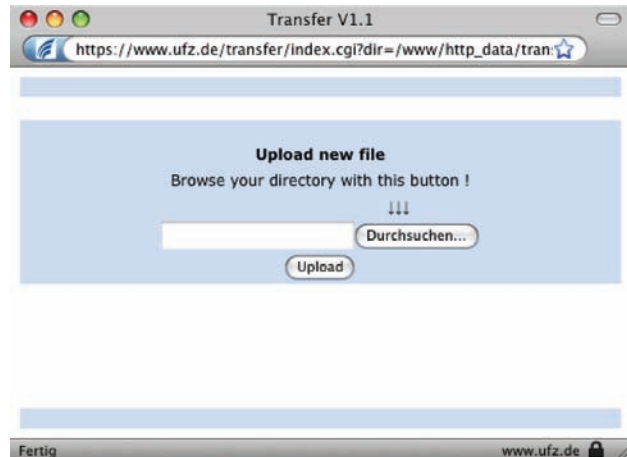 Transfer V1.1
https://www.ufz.de/transfer/index.cgi?dir=/www/http_data/tran
Upload new file
Browse your directory with this button !
↓↓↓
Durchsuchen...
Upload
Fertig www.ufz.de